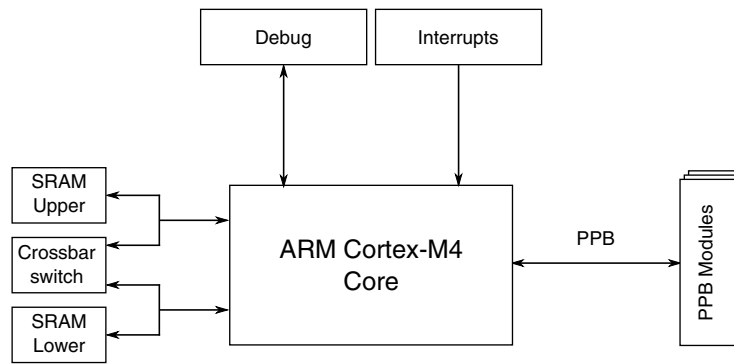 Debug
Interrupts
SRAM
Upper
Crossbar
switch
SRAM
Lower
ARM Cortex-M4
Core
PPB
PPB Modules